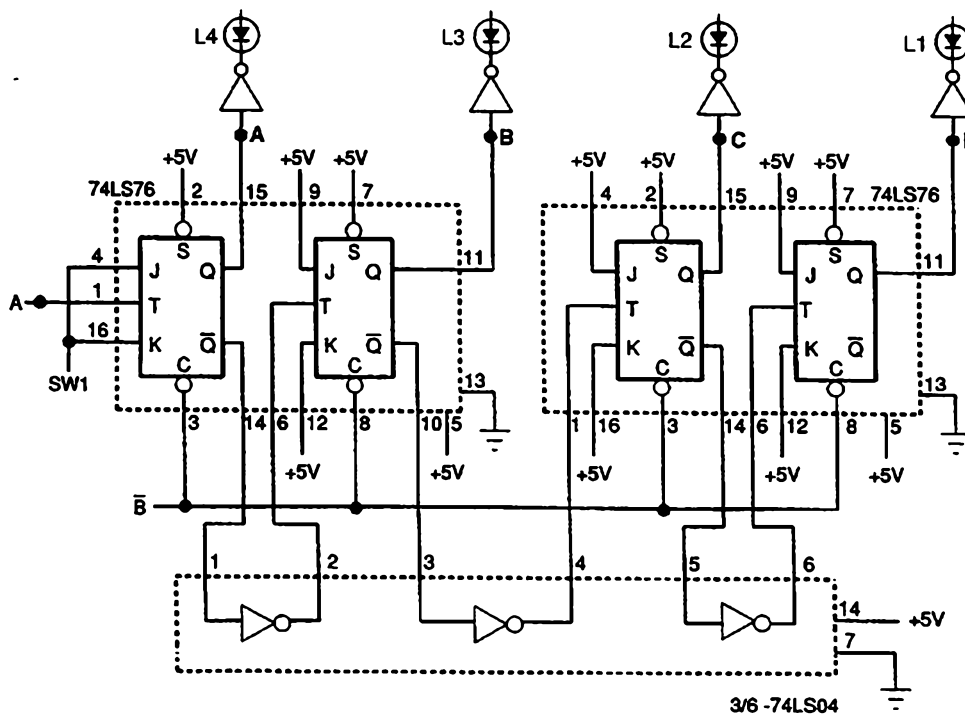 L4 L3 L2 L1
A B C
+5V +5V +5V +5V +5V +5V +5V
74LS76 2 15 9 7 4 2 15 9 7 74LS76
S S S S
4 J Q J Q 11 J Q J Q 11
A 1 T T T T
16 K Q̅ K Q̅ K Q̅ K Q̅
SW1 C C C C 13 13
3 14 6 12 8 10 5 1 16 3 14 6 12 8 5
+5V +5V +5V +5V
B̅
1 2 3 4 5 6
14 +5V
7
3/6 -74LS04